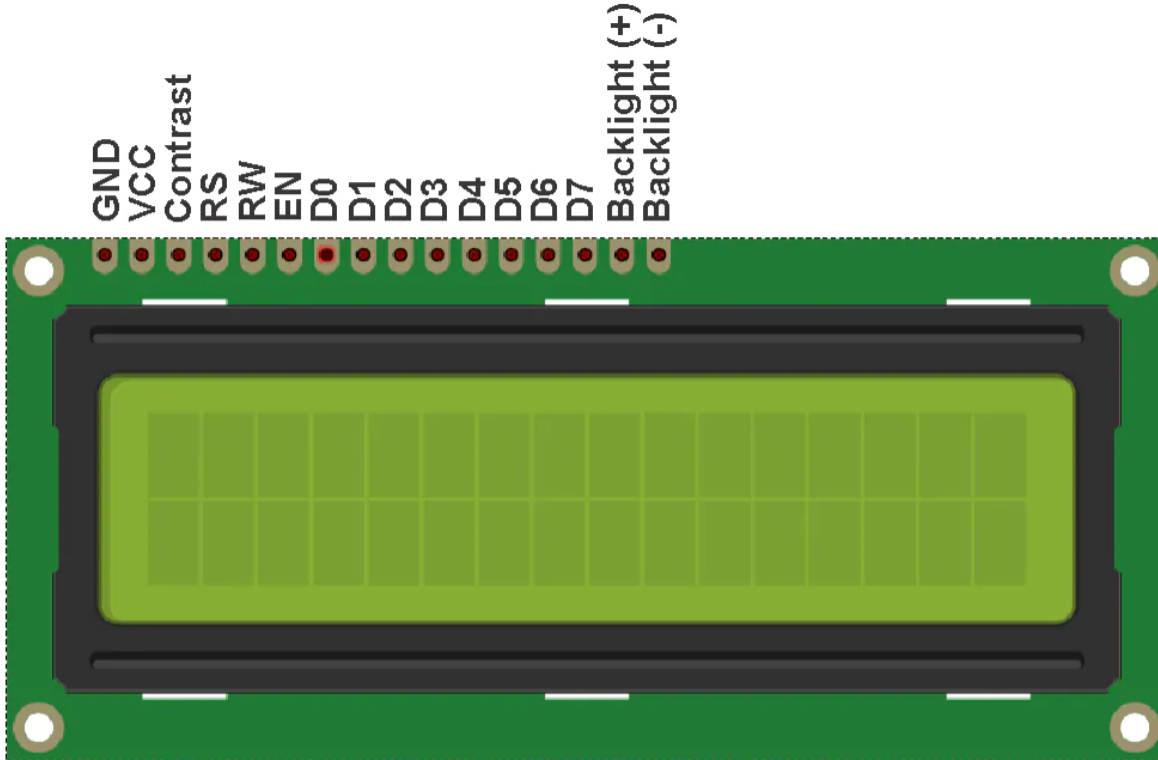 GND
VCC
Contrast
RS
RW
EN
D0
D1
D2
D3
D4
D5
D6
D7
Backlight (+)
Backlight (-)